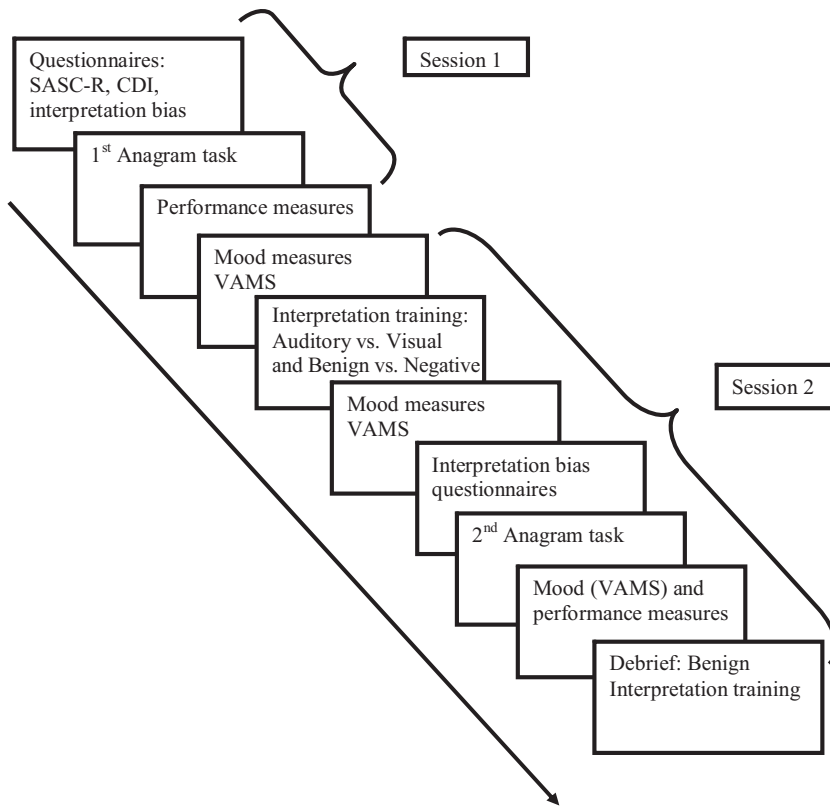 Questionnaires:
SASC-R, CDI,
interpretation bias
Session 1
1st Anagram task
Performance measures
Mood measures
VAMS
Interpretation training:
Auditory vs. Visual
and Benign vs. Negative
Session 2
Mood measures
VAMS
Interpretation bias
questionnaires
2nd Anagram task
Mood (VAMS) and
performance measures
Debrief: Benign
Interpretation training